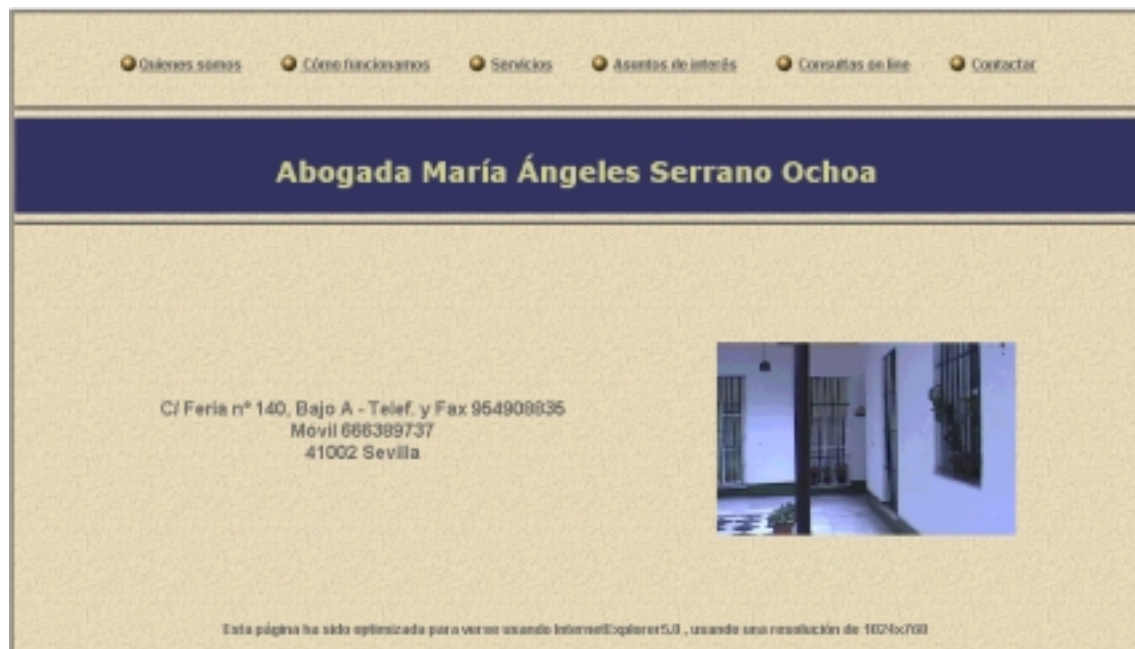 Quienes somos Cómo funcionamos Servicios Asuntos de interés Consultas on line Contactar
Abogada María Ángeles Serrano Ochoa
C/ Feria nº 140, Bajo A - Telef. y Fax 954908835
Móvil 666389737
41002 Sevilla
Esta página ha sido optimizada para verse usando InternetExplorer5.0 , usando una resolución de 1024x768